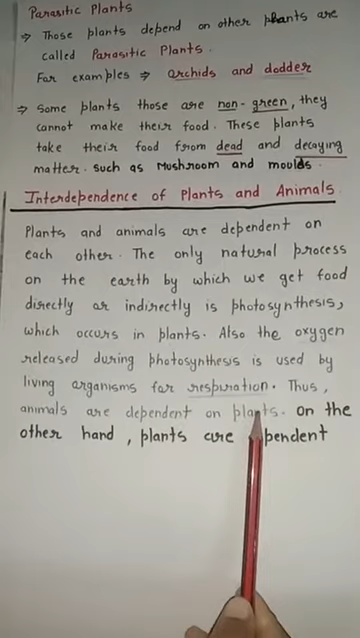 Parasitic Plants
⇒ Those plants depend on other plants are
called Parasitic Plants.
For examples ⇒ orchids and dodder
⇒ Some plants those are non-green, they
cannot make their food. These plants
take their food from dead and decaying
matter. such as Mushroom and moulds.
Interdependence of Plants and Animals
Plants and animals are dependent on
each other. The only natural process
on the earth by which we get food
directly or indirectly is photosynthesis,
which occurs in plants. Also the oxygen
released during photosynthesis is used by
living organisms for respiration. Thus,
animals are dependent on plants. on the
other hand, plants are pendent